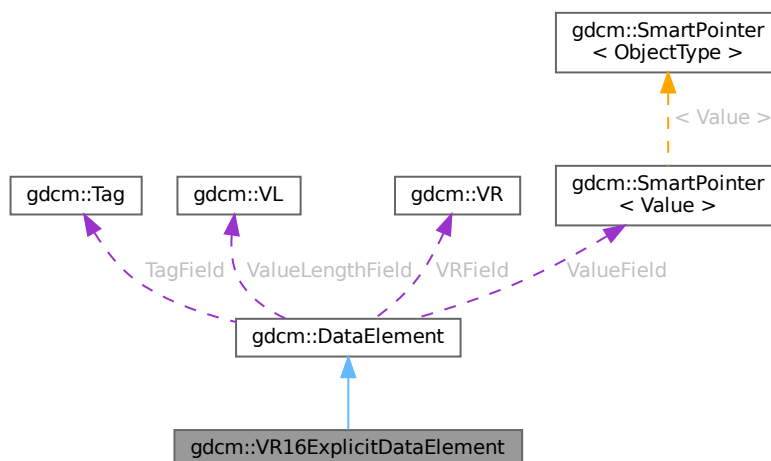 gdcm::SmartPointer
< ObjectType >
< Value >
gdcm::Tag
gdcm::VL
gdcm::VR
gdcm::SmartPointer
< Value >
TagField
ValueLengthField
VRField
ValueField
gdcm::DataElement
gdcm::VR16ExplicitDataElement